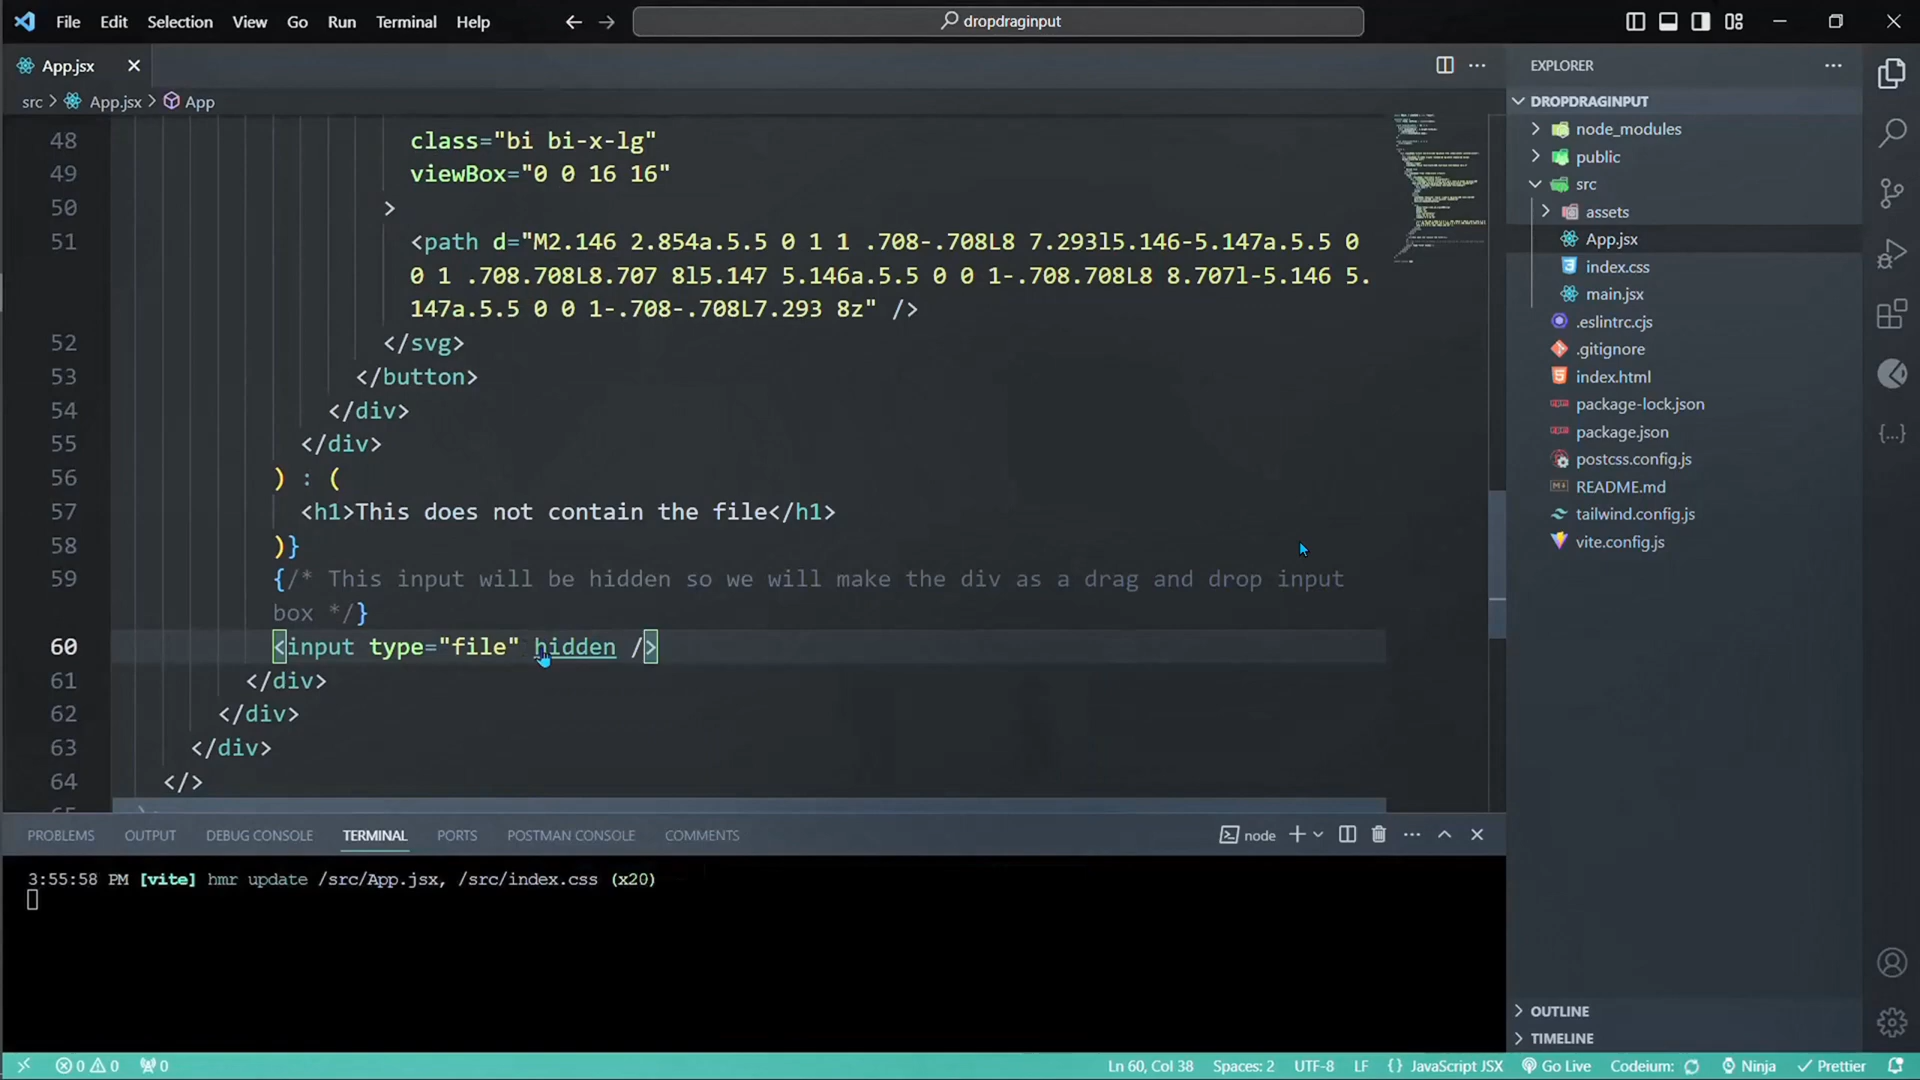 File Edit Selection View Go Run Terminal Help
dropdraginput
App.jsx
src > App.jsx > App
48 class="bi bi-x-lg"
49 viewBox="0 0 16 16"
50 >
51 <path d="M2.146 2.854a.5.5 0 1 1 .708-.708L8 7.293l5.146-5.147a.5.5 0
0 1 .708.708L8.707 8l5.147 5.146a.5.5 0 0 1-.708.708L8 8.707l-5.146 5.
147a.5.5 0 0 1-.708-.708L7.293 8z" />
52 </svg>
53 </button>
54 </div>
55 </div>
56 ) : (
57 <h1>This does not contain the file</h1>
58 )}
59 {/* This input will be hidden so we will make the div as a drag and drop input
box */}
60 <input type="file" hidden />
61 </div>
62 </div>
63 </div>
64 </>
EXPLORER
DROPDRAGINPUT
node_modules
public
src
assets
App.jsx
index.css
main.jsx
.eslintrc.cjs
.gitignore
index.html
package-lock.json
package.json
postcss.config.js
README.md
tailwind.config.js
vite.config.js
OUTLINE
TIMELINE
PROBLEMS OUTPUT DEBUG CONSOLE TERMINAL PORTS POSTMAN CONSOLE COMMENTS
node
3:55:58 PM [vite] hmr update /src/App.jsx, /src/index.css (x20)
0 0 0
Ln 60, Col 38 Spaces: 2 UTF-8 LF {} JavaScript JSX Go Live Codeium: Ninja Prettier